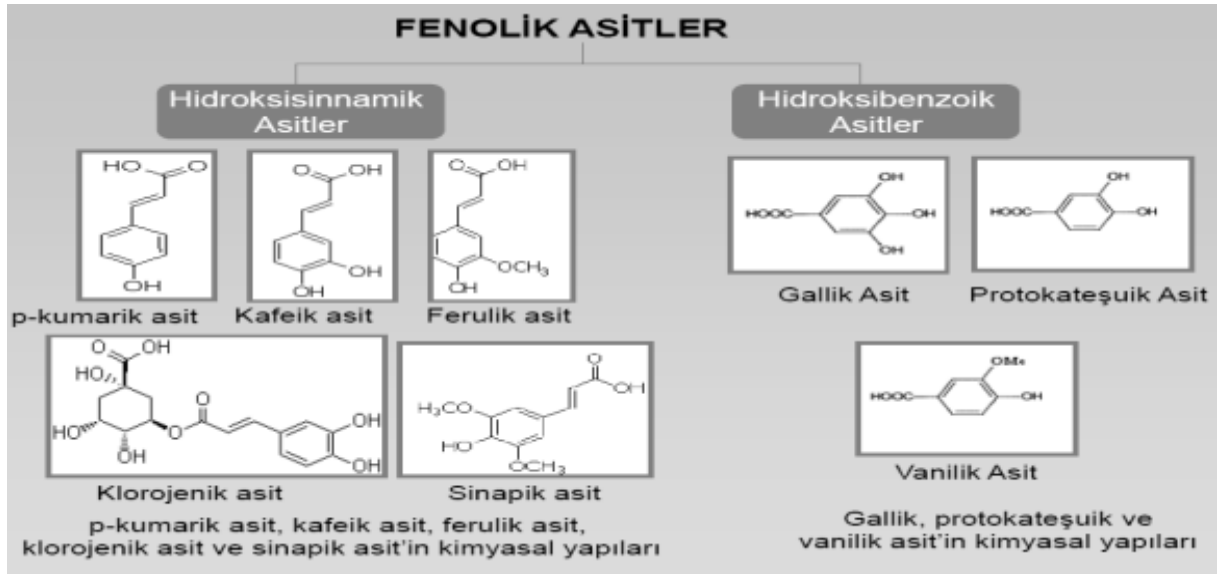 FENOLİK ASİTLER
Hidroksisinnamik
Asitler
Hidroksibenzoik
Asitler
HO
O
OH
O
OH
OH
OH
O
OH
OCH₃
OH
HOOC
OH
OH
OH
HOOC
OH
OH
p-kumarik asit
Kafeik asit
Ferulik asit
Gallik Asit
Protokateşuik Asit
O
OH
HO
HO
OH
O
O
OH
OH
O
OH
H₃CO
HO
OCH₃
HOOC
OMe
OH
Klorojenik asit
Sinapik asit
Vanilik Asit
p-kumarik asit, kafeik asit, ferulik asit,
klorojenik asit ve sinapik asit'in kimyasal yapıları
Gallik, protokateşuik ve
vanilik asit'in kimyasal yapıları